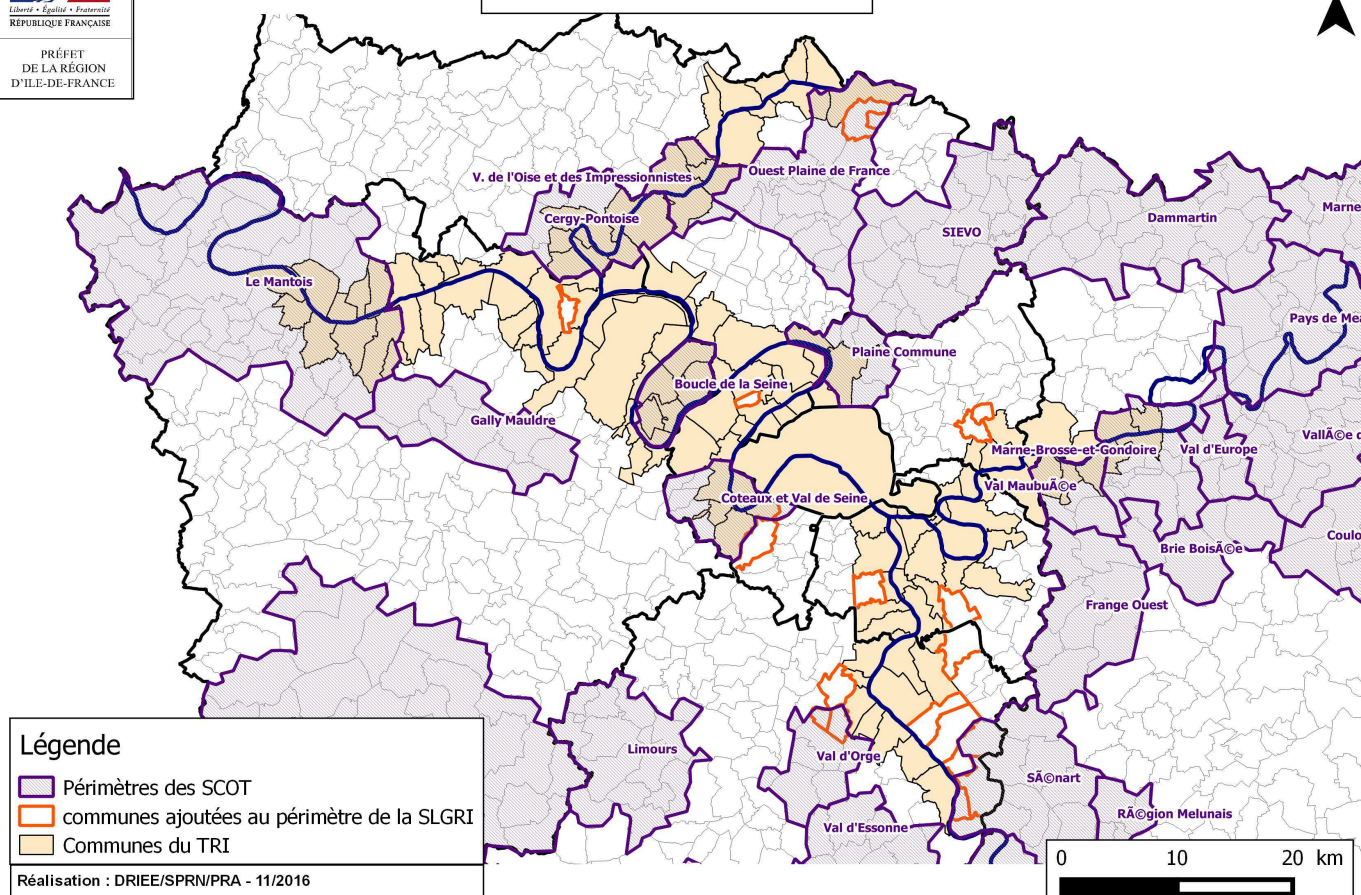 Liberté • Égalité • Fraternité
RÉPUBLIQUE FRANÇAISE
PRÉFET
DE LA RÉGION
D'ILE-DE-FRANCE
V. de l'Oise et des Impressionnistes
Ouest Plaine de France
Cergy-Pontoise
SIEVO
Dammartin
Marne
Le Mantois
Pays de Mea
Plaine Commune
Boucle de la Seine
Gally Mauldre
Marne-Brosse-et-Gondoire
Val d'Europe
VallÃ©e d
Val MaubuÃ©e
Coteaux et Val de Seine
Brie BoisÃ©e
Coulo
Frange Ouest
Limours
Val d'Orge
SÃ©nart
Val d'Essonne
RÃ©gion Melunais
Légende
Périmètres des SCOT
communes ajoutées au périmètre de la SLGRI
Communes du TRI
Réalisation : DRIEE/SPRN/PRA - 11/2016
0 10 20 km